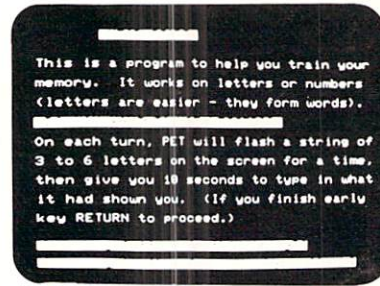 This is a program to help you train your
memory. It works on letters or numbers
(letters are easier - they form words).
On each turn, PET will flash a string of
3 to 6 letters on the screen for a time,
then give you 10 seconds to type in what
it had shown you. (If you finish early
key RETURN to proceed.)